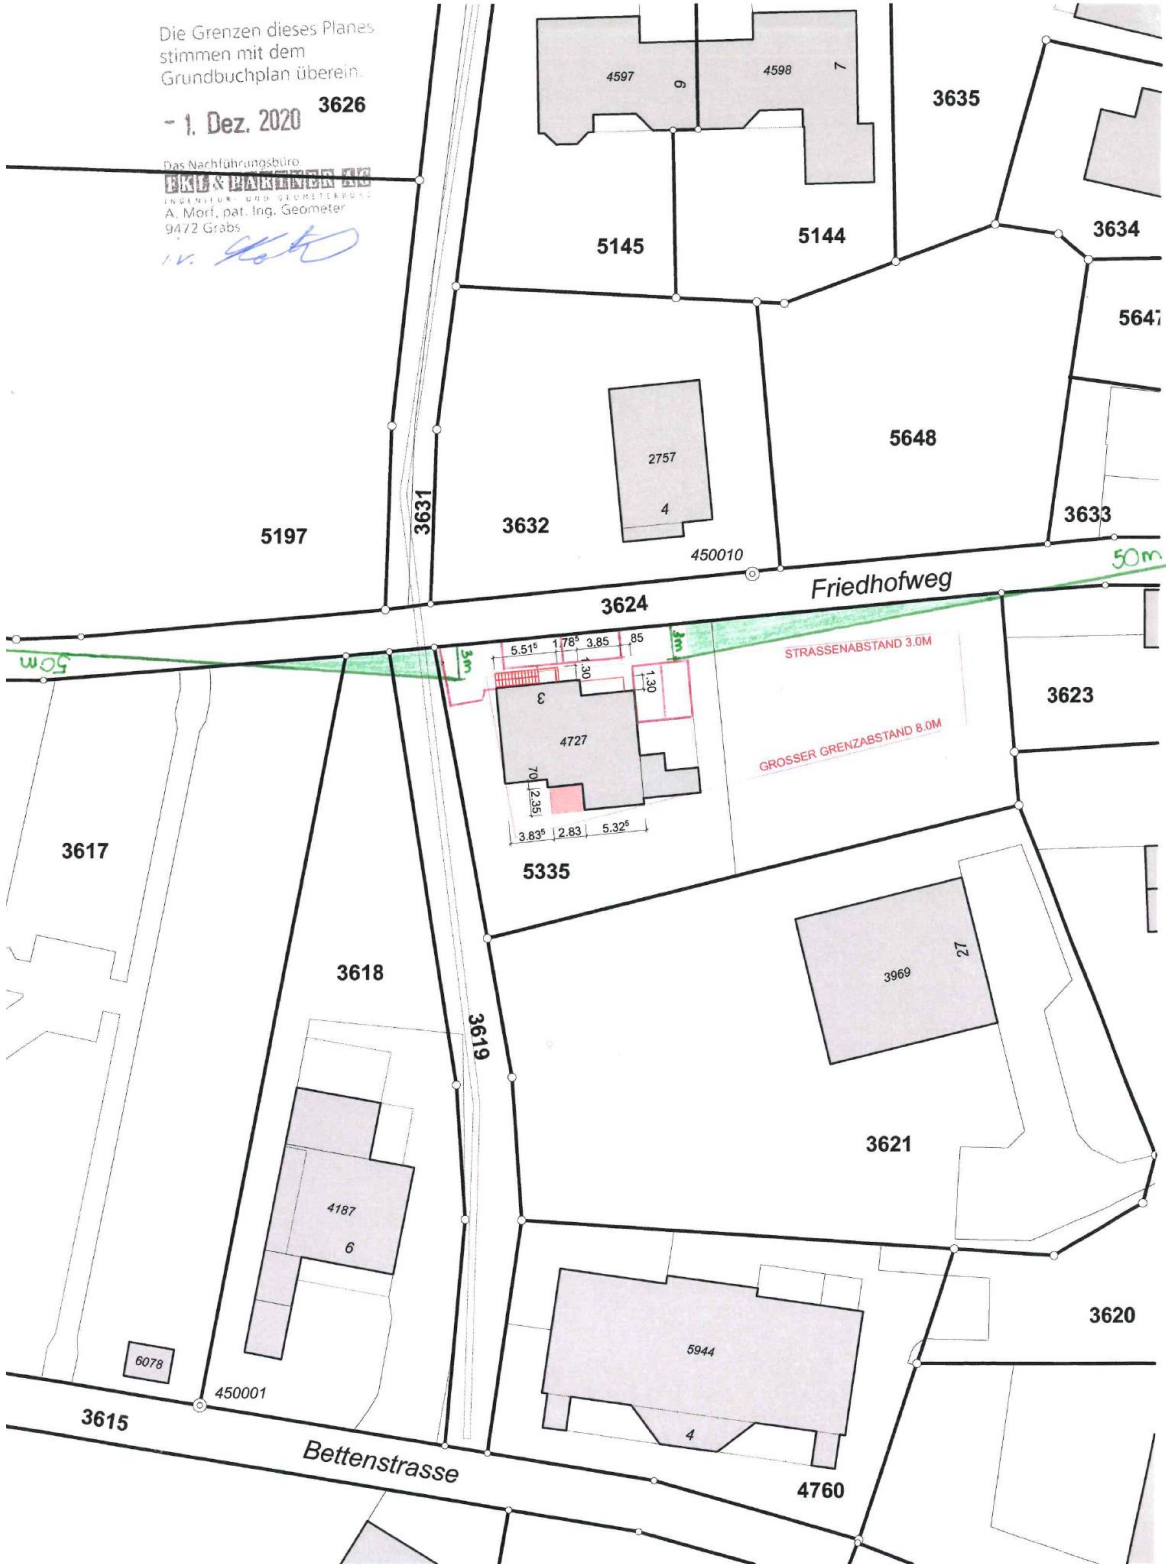 Die Grenzen dieses Planes
stimmen mit dem
Grundbuchplan überein.
- 1. Dez. 2020
Das Nachführungsbüro
INGENIEUR- UND GEOMETERBÜRO
A. Morf, pat. Ing. Geometer
9472 Grabs
i.V.
3626
4597
6
4598
7
3635
5145
5144
3634
5647
2757
4
5648
3631
5197
3632
3633
450010
Friedhofweg
50m
3624
50m
3m
5.51⁵
1.78⁵
3.85
.85
3m
STRASSENABSTAND 3.0M
1.30
1.30
3
3623
4727
GROSSER GRENZABSTAND 8.0M
70
2.35
3.83⁵
2.83
5.32⁵
3617
5335
3618
3969
27
3619
3621
4187
6
3620
5944
6078
450001
3615
4
Bettenstrasse
4760